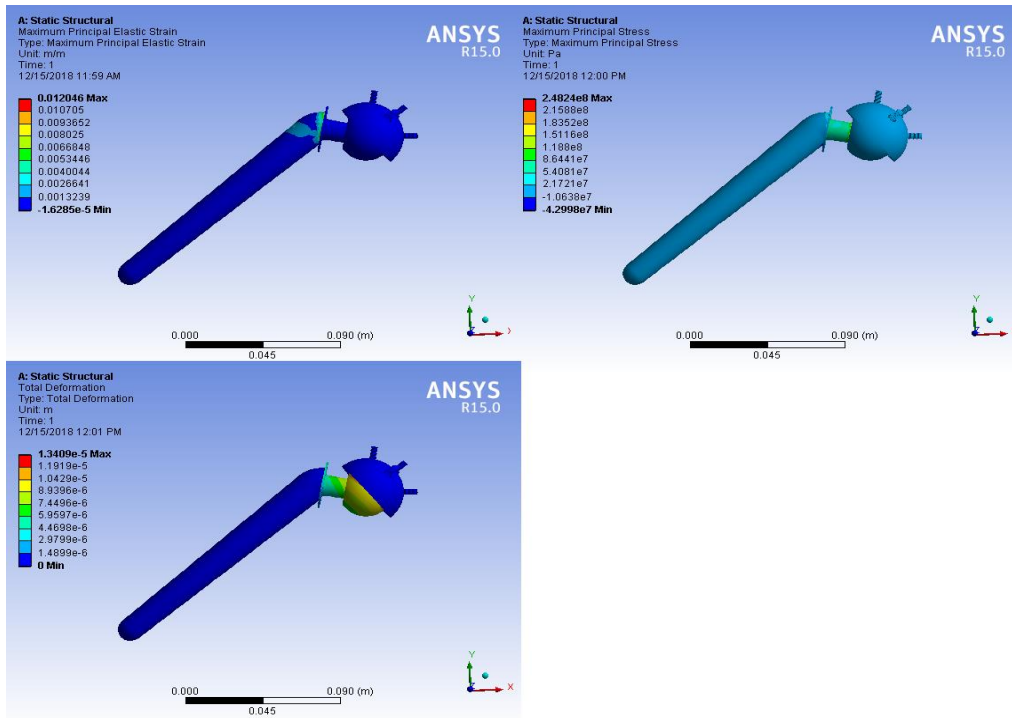 A: Static Structural
Maximum Principal Elastic Strain
Type: Maximum Principal Elastic Strain
Unit: m/m
Time: 1
12/15/2018 11:59 AM
ANSYS
R15.0
0.012046 Max
0.010705
0.0093652
0.008025
0.0066848
0.0053446
0.0040044
0.0026641
0.0013239
-1.6285e-5 Min
0.000
0.090 (m)
0.045
Y
Z
X
A: Static Structural
Maximum Principal Stress
Type: Maximum Principal Stress
Unit: Pa
Time: 1
12/15/2018 12:00 PM
ANSYS
R15.0
2.4824e8 Max
2.1588e8
1.8352e8
1.5116e8
1.188e8
8.6441e7
5.4081e7
2.1721e7
-1.0638e7
-4.2998e7 Min
0.000
0.090 (m)
0.045
Y
Z
A: Static Structural
Total Deformation
Type: Total Deformation
Unit: m
Time: 1
12/15/2018 12:01 PM
ANSYS
R15.0
1.3409e-5 Max
1.1919e-5
1.0429e-5
8.9396e-6
7.4496e-6
5.9597e-6
4.4698e-6
2.9799e-6
1.4899e-6
0 Min
0.000
0.090 (m)
0.045
Y
Z
X